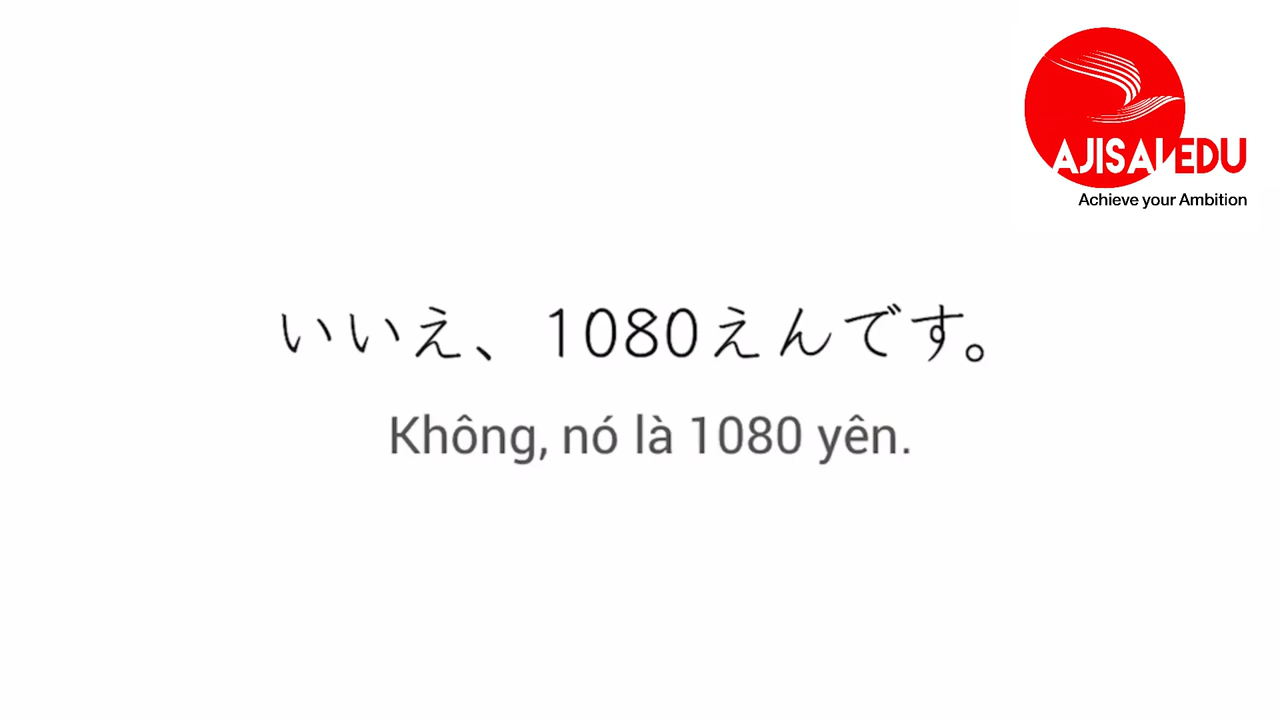 AJISAI EDU
Achieve your Ambition
いいえ、1080えんです。
Không, nó là 1080 yên.